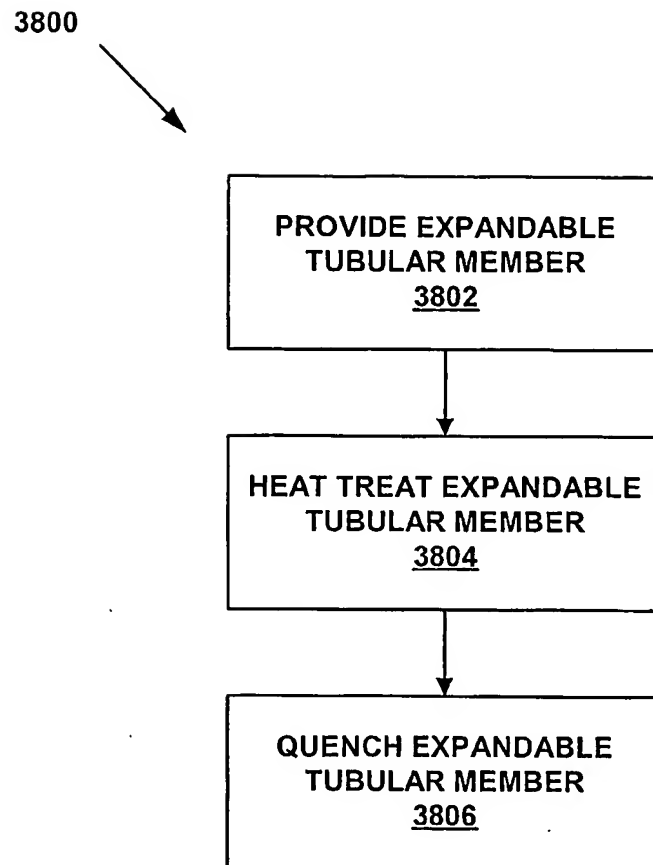 3800
PROVIDE EXPANDABLE
TUBULAR MEMBER
3802
HEAT TREAT EXPANDABLE
TUBULAR MEMBER
3804
QUENCH EXPANDABLE
TUBULAR MEMBER
3806